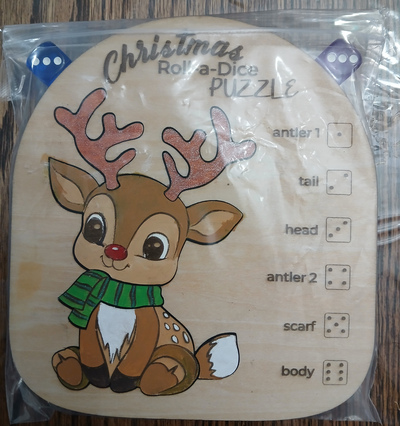 Christmas
Roll-a-Dice
PUZZLE
antler 1
tail
head
antler 2
scarf
body